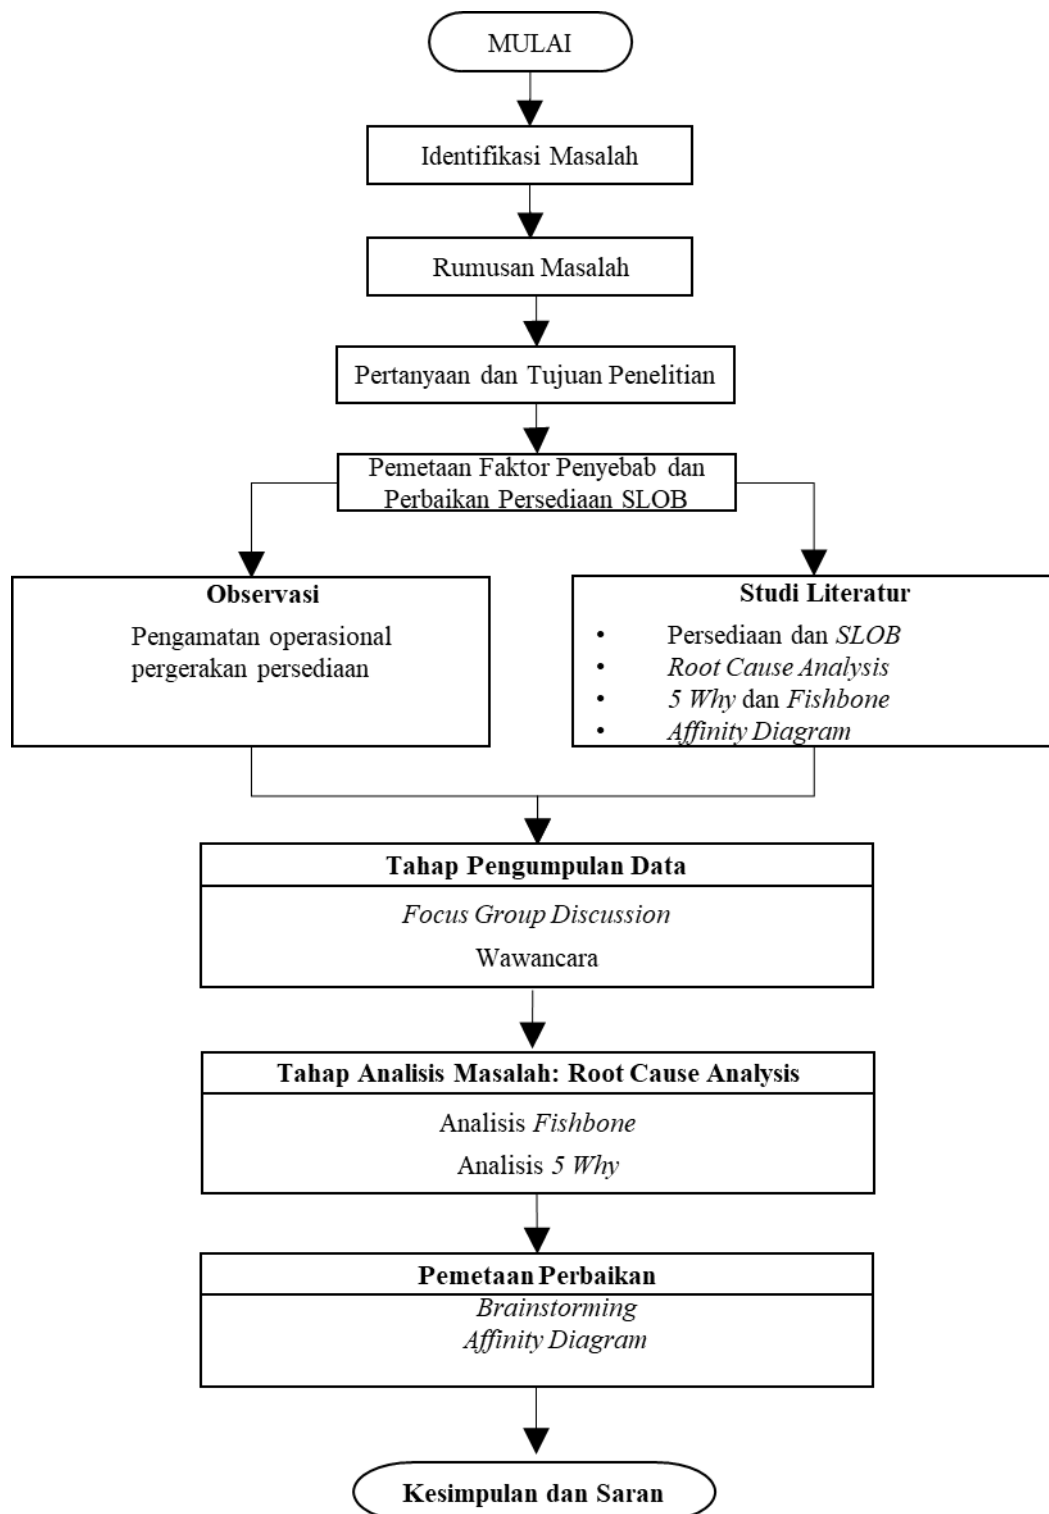 MULAI
Identifikasi Masalah
Rumusan Masalah
Pertanyaan dan Tujuan Penelitian
Pemetaan Faktor Penyebab dan
Perbaikan Persediaan SLOB
Observasi
Pengamatan operasional
pergerakan persediaan
Studi Literatur
• Persediaan dan SLOB
• Root Cause Analysis
• 5 Why dan Fishbone
• Affinity Diagram
Tahap Pengumpulan Data
Focus Group Discussion
Wawancara
Tahap Analisis Masalah: Root Cause Analysis
Analisis Fishbone
Analisis 5 Why
Pemetaan Perbaikan
Brainstorming
Affinity Diagram
Kesimpulan dan Saran